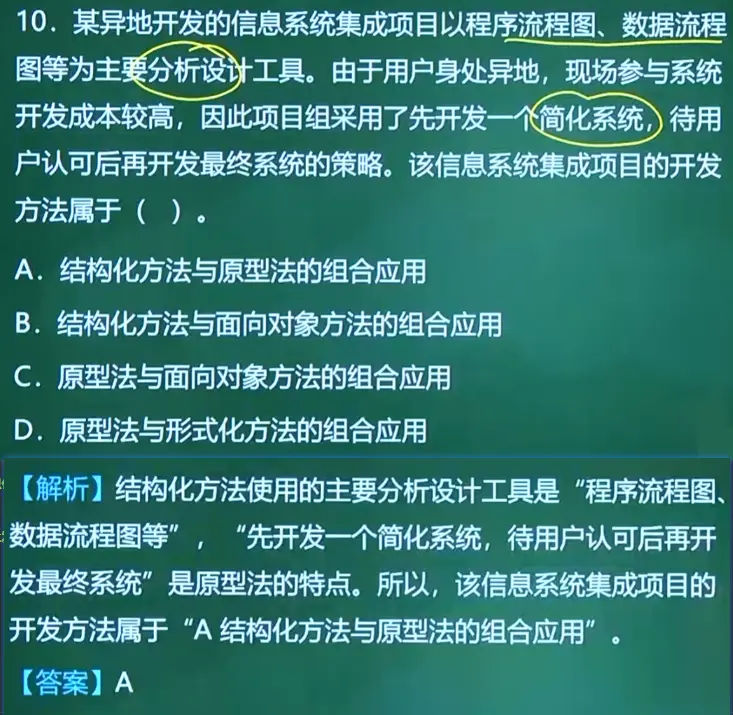 10．某异地开发的信息系统集成项目以程序流程图、数据流程
图等为主要分析设计工具。由于用户身处异地，现场参与系统
开发成本较高，因此项目组采用了先开发一个简化系统，待用
户认可后再开发最终系统的策略。该信息系统集成项目的开发
方法属于（ ）。
A．结构化方法与原型法的组合应用
B．结构化方法与面向对象方法的组合应用
C．原型法与面向对象方法的组合应用
D．原型法与形式化方法的组合应用
【解析】结构化方法使用的主要分析设计工具是“程序流程图、
数据流程图等”，“先开发一个简化系统，待用户认可后再开
发最终系统”是原型法的特点。所以，该信息系统集成项目的
开发方法属于“A 结构化方法与原型法的组合应用”。
【答案】A